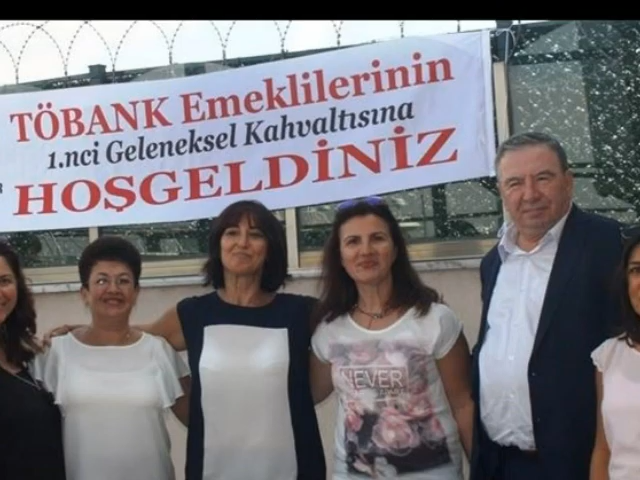 TÖBANK Emeklilerinin
1.nci Geleneksel Kahvaltısına
HOŞGELDİNİZ
NEVER